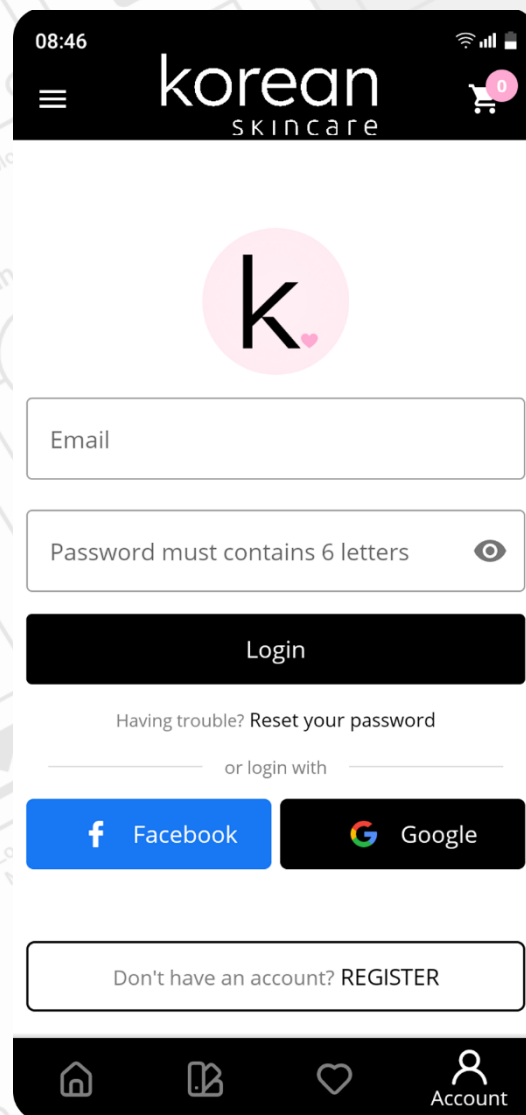 08:46
korean
0
skincare
k
Email
Password must contains 6 letters
Login
Having trouble? Reset your password
or login with
Facebook
Google
Don't have an account? REGISTER
Account